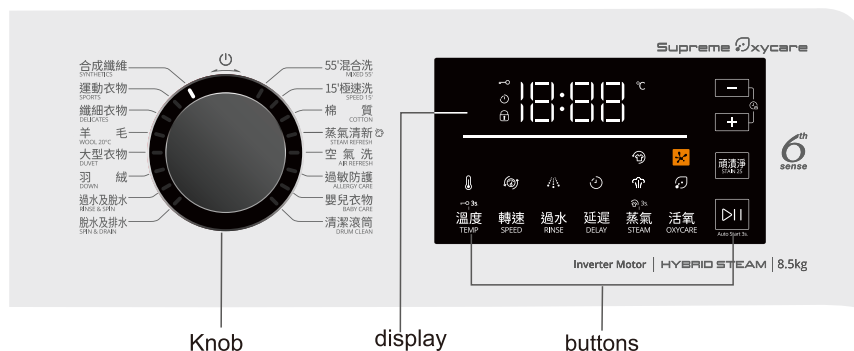 Supreme Oxycare
合成纖維
SYNTHETICS
運動衣物
SPORTS
纖細衣物
DELICATES
羊 毛
WOOL 20°C
大型衣物
DUVET
羽 絨
DOWN
過水及脫水
RINSE & SPIN
脫水及排水
SPIN & DRAIN
55'混合洗
MIXED 55'
15'極速洗
SPEED 15'
棉 質
COTTON
蒸氣清新
STEAM REFRESH
空 氣 洗
AIR REFRESH
過敏防護
ALLERGY CARE
嬰兒衣物
BABY CARE
清潔滾筒
DRUM CLEAN
18:88
°C
−
+
頑漬淨
STAIN 25
6th
sense
3s
3s
溫度
TEMP
轉速
SPEED
過水
RINSE
延遲
DELAY
蒸氣
STEAM
活氧
OXYCARE
Auto Start 3s.
Inverter Motor | HYBRID STEAM | 8.5kg
Knob
display
buttons